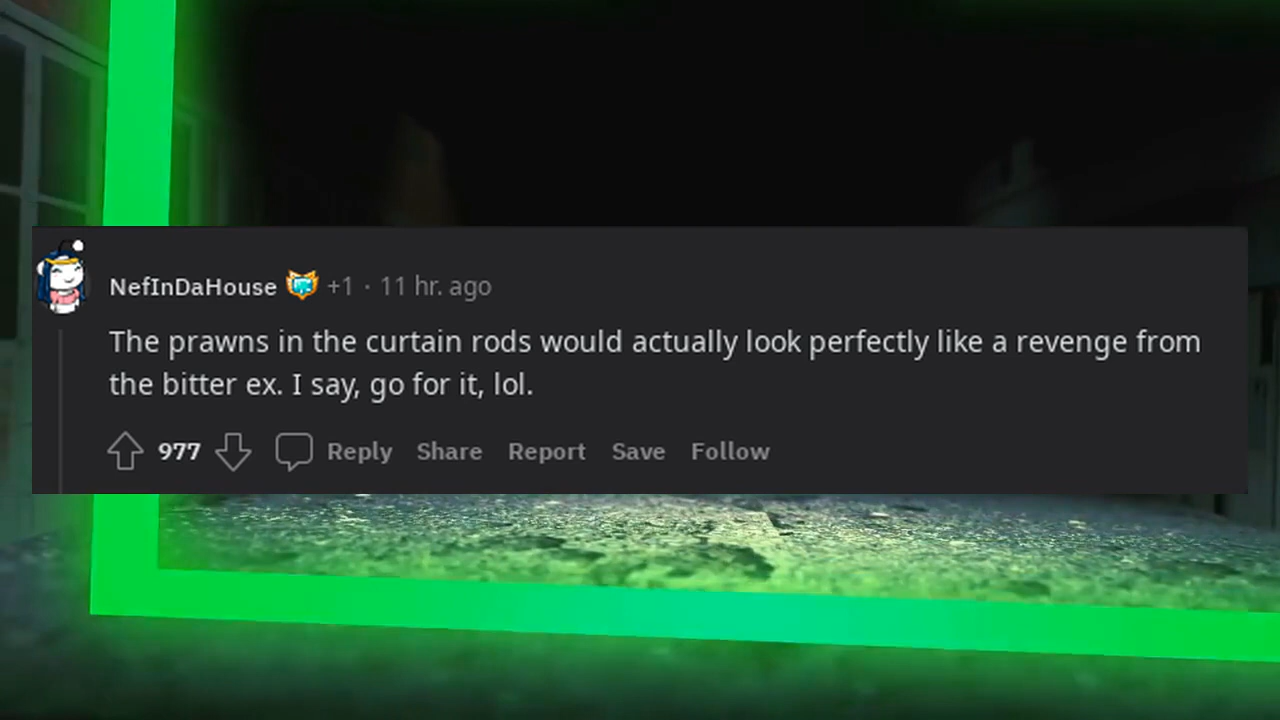 NefInDaHouse +1 · 11 hr. ago
The prawns in the curtain rods would actually look perfectly like a revenge from
the bitter ex. I say, go for it, lol.
977 Reply Share Report Save Follow